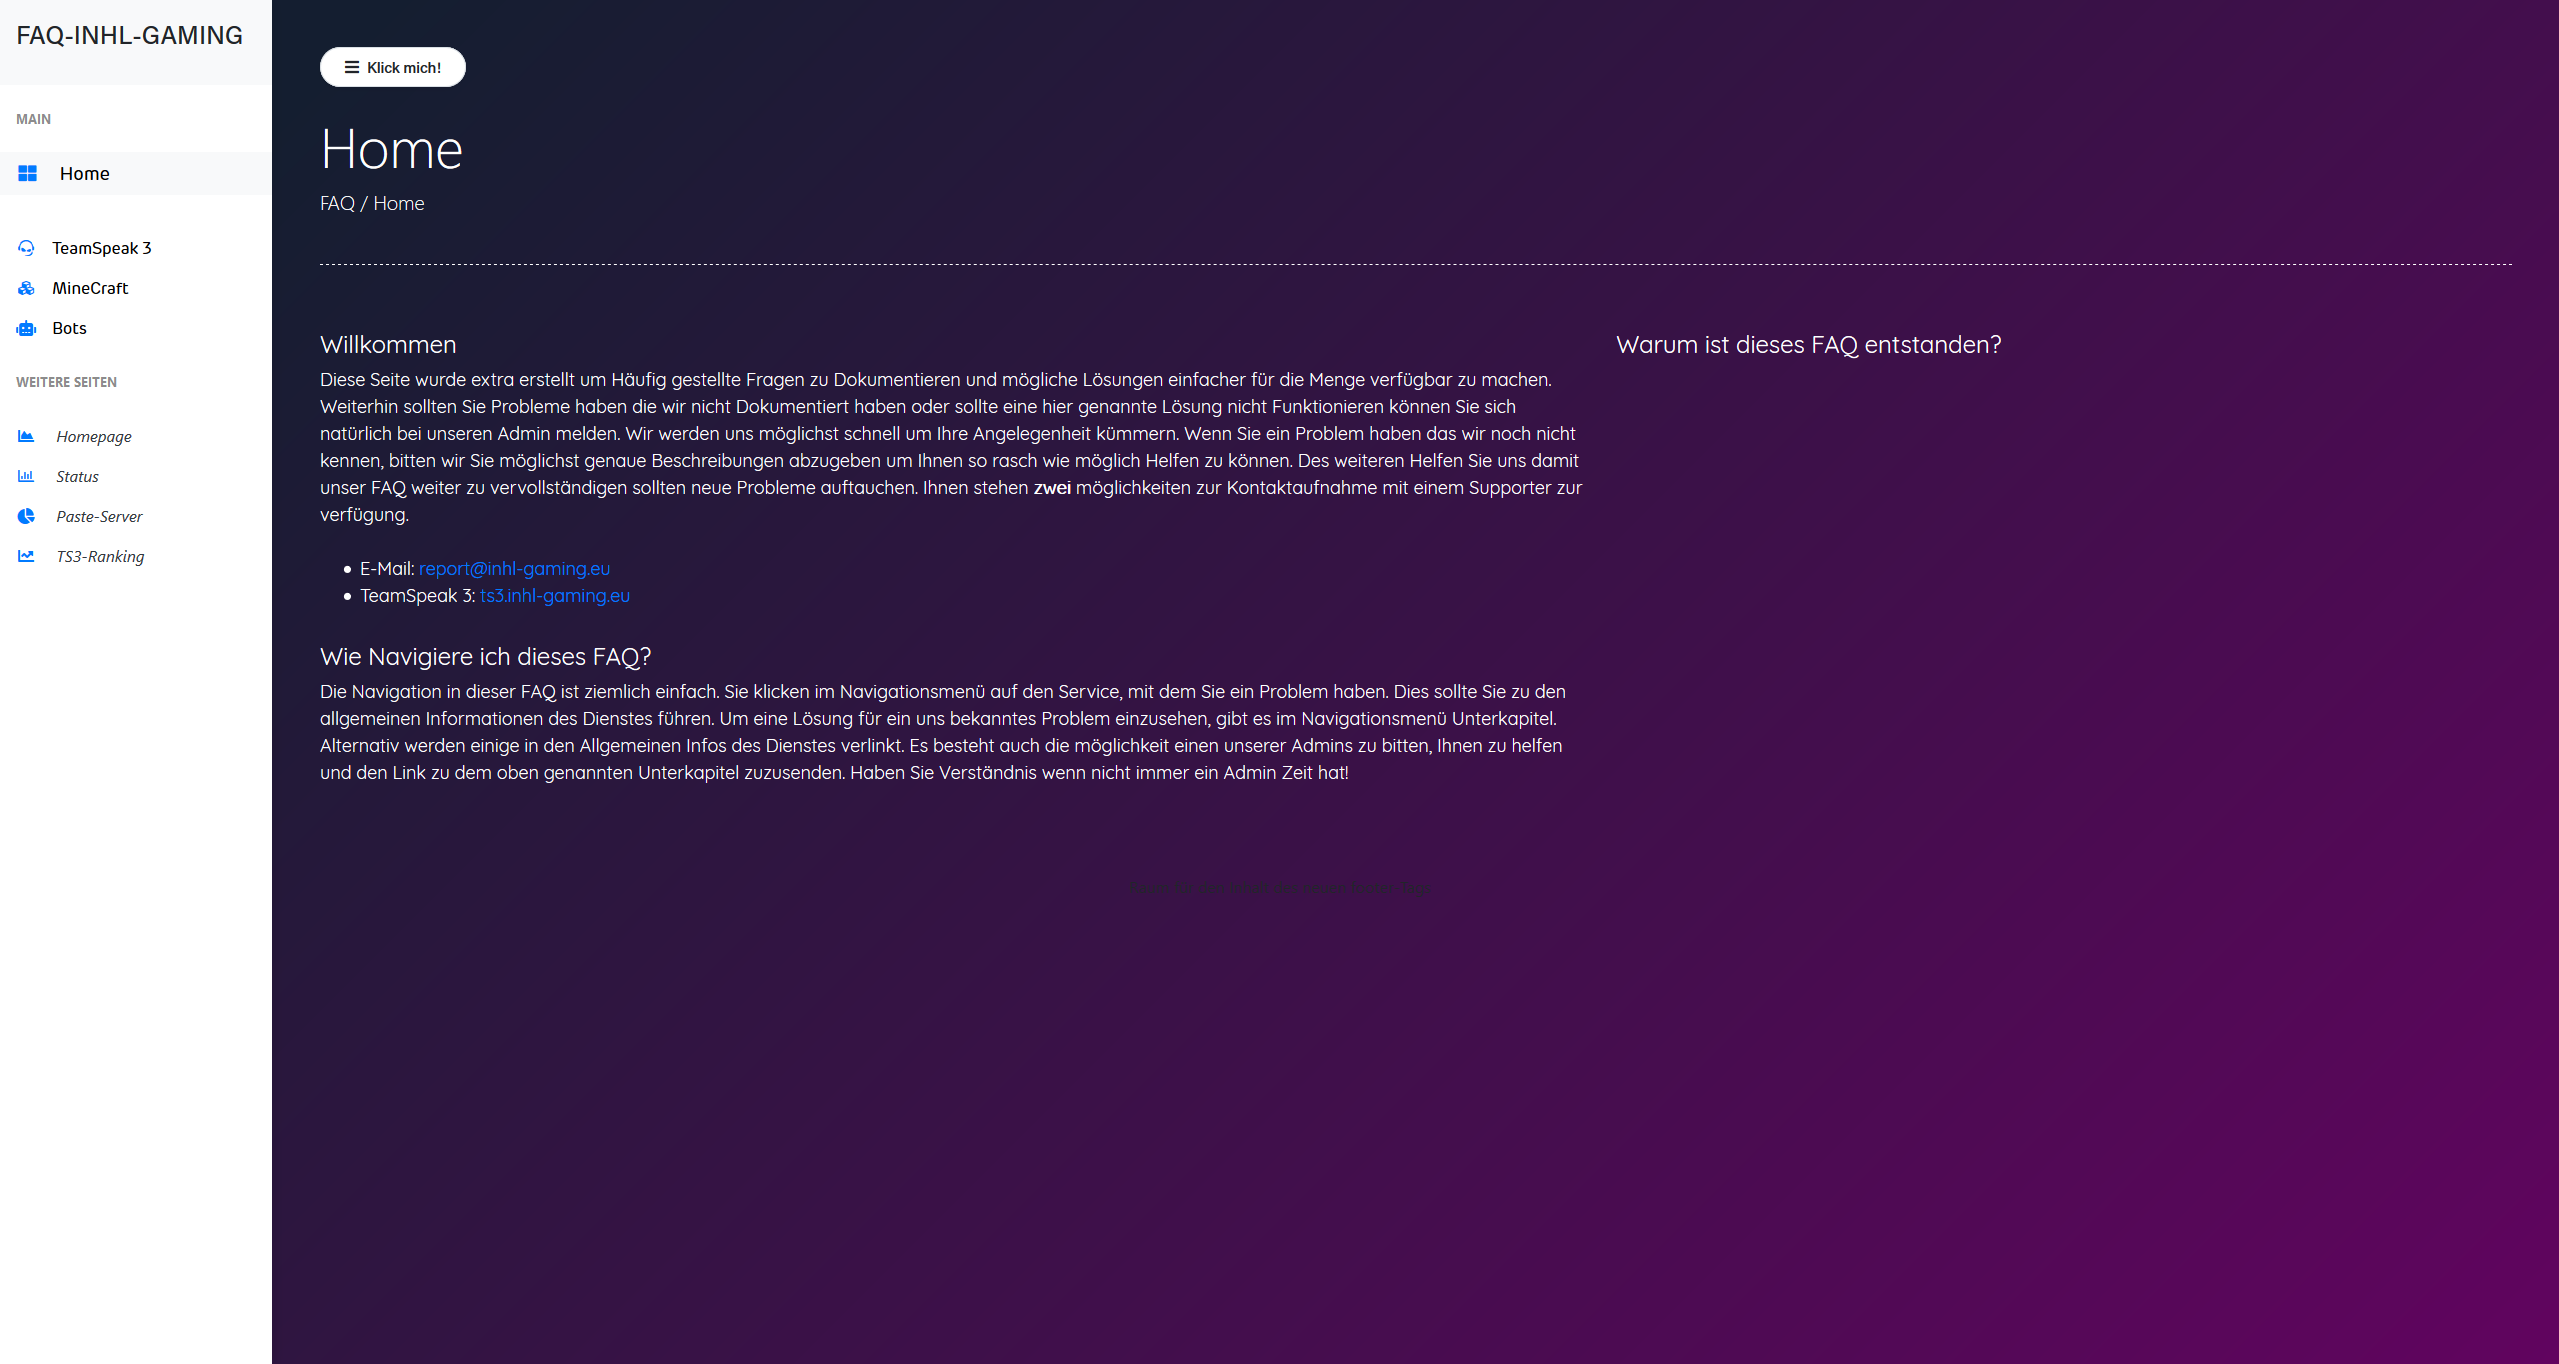 FAQ-INHL-GAMING
MAIN
Home
TeamSpeak 3
MineCraft
Bots
WEITERE SEITEN
Homepage
Status
Paste-Server
TS3-Ranking
Klick mich!
Home
FAQ / Home
Willkommen
Diese Seite wurde extra erstellt um Häufig gestellte Fragen zu Dokumentieren und mögliche Lösungen einfacher für die Menge verfügbar zu machen.
Weiterhin sollten Sie Probleme haben die wir nicht Dokumentiert haben oder sollte eine hier genannte Lösung nicht Funktionieren können Sie sich
natürlich bei unseren Admin melden. Wir werden uns möglichst schnell um Ihre Angelegenheit kümmern. Wenn Sie ein Problem haben das wir noch nicht
kennen, bitten wir Sie möglichst genaue Beschreibungen abzugeben um Ihnen so rasch wie möglich Helfen zu können. Des weiteren Helfen Sie uns damit
unser FAQ weiter zu vervollständigen sollten neue Probleme auftauchen. Ihnen stehen zwei möglichkeiten zur Kontaktaufnahme mit einem Supporter zur
verfügung.
E-Mail: report@inhl-gaming.eu
TeamSpeak 3: ts3.inhl-gaming.eu
Wie Navigiere ich dieses FAQ?
Die Navigation in dieser FAQ ist ziemlich einfach. Sie klicken im Navigationsmenü auf den Service, mit dem Sie ein Problem haben. Dies sollte Sie zu den
allgemeinen Informationen des Dienstes führen. Um eine Lösung für ein uns bekanntes Problem einzusehen, gibt es im Navigationsmenü Unterkapitel.
Alternativ werden einige in den Allgemeinen Infos des Dienstes verlinkt. Es besteht auch die möglichkeit einen unserer Admins zu bitten, Ihnen zu helfen
und den Link zu dem oben genannten Unterkapitel zuzusenden. Haben Sie Verständnis wenn nicht immer ein Admin Zeit hat!
Warum ist dieses FAQ entstanden?